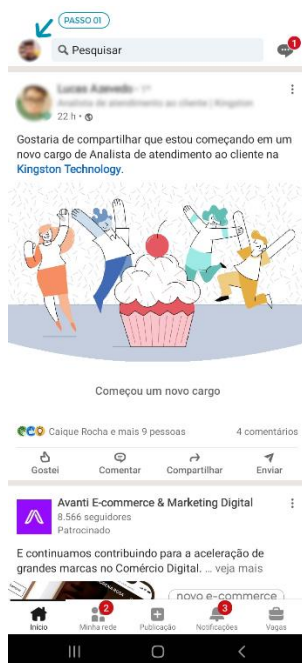 PASSO 01
Pesquisar
1
22 h •
Gostaria de compartilhar que estou começando em um
novo cargo de Analista de atendimento ao cliente na
Kingston Technology.
Começou um novo cargo
Caique Rocha e mais 9 pessoas 4 comentários
Gostei Comentar Compartilhar Enviar
Avanti E-commerce & Marketing Digital
8.566 seguidores
Patrocinado
E continuamos contribuindo para a aceleração de
grandes marcas no Comércio Digital. ... veja mais
novo e-commerce
2 3
Início Minha rede Publicação Notificações Vagas